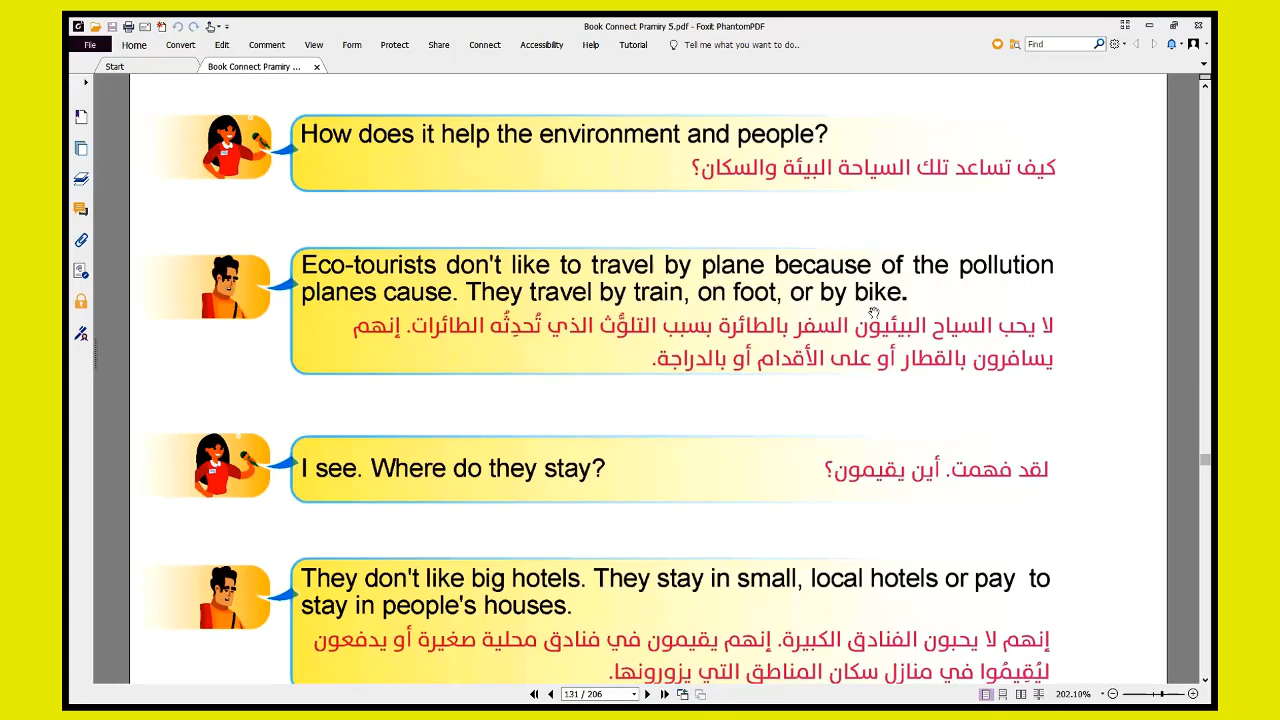 Book Connect Pramiry 5.pdf - Foxit PhantomPDF
File Home Convert Edit Comment View Form Protect Share Connect Accessibility Help Tutorial Tell me what you want to do.. Find
Start Book Connect Pramiry ...
How does it help the environment and people?
كيف تساعد تلك السياحة البيئة والسكان؟
Eco-tourists don't like to travel by plane because of the pollution
planes cause. They travel by train, on foot, or by bike.
لا يحب السياح البيئيون السفر بالطائرة بسبب التلوُّث الذي تُحدِثُه الطائرات. إنهم
يسافرون بالقطار أو على الأقدام أو بالدراجة.
I see. Where do they stay?
لقد فهمت. أين يقيمون؟
They don't like big hotels. They stay in small, local hotels or pay to
stay in people's houses.
إنهم لا يحبون الفنادق الكبيرة. إنهم يقيمون في فنادق محلية صغيرة أو يدفعون
ليُقِيمُوا في منازل سكان المناطق التي يزورونها.
131 / 206
202.10%